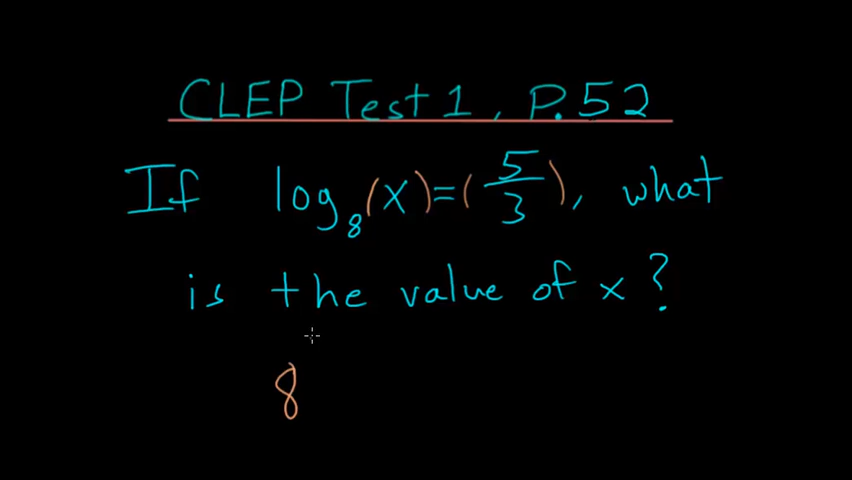 CLEP Test 1, P.52
If log₈(x)=(5/3), what
is the value of x?
8